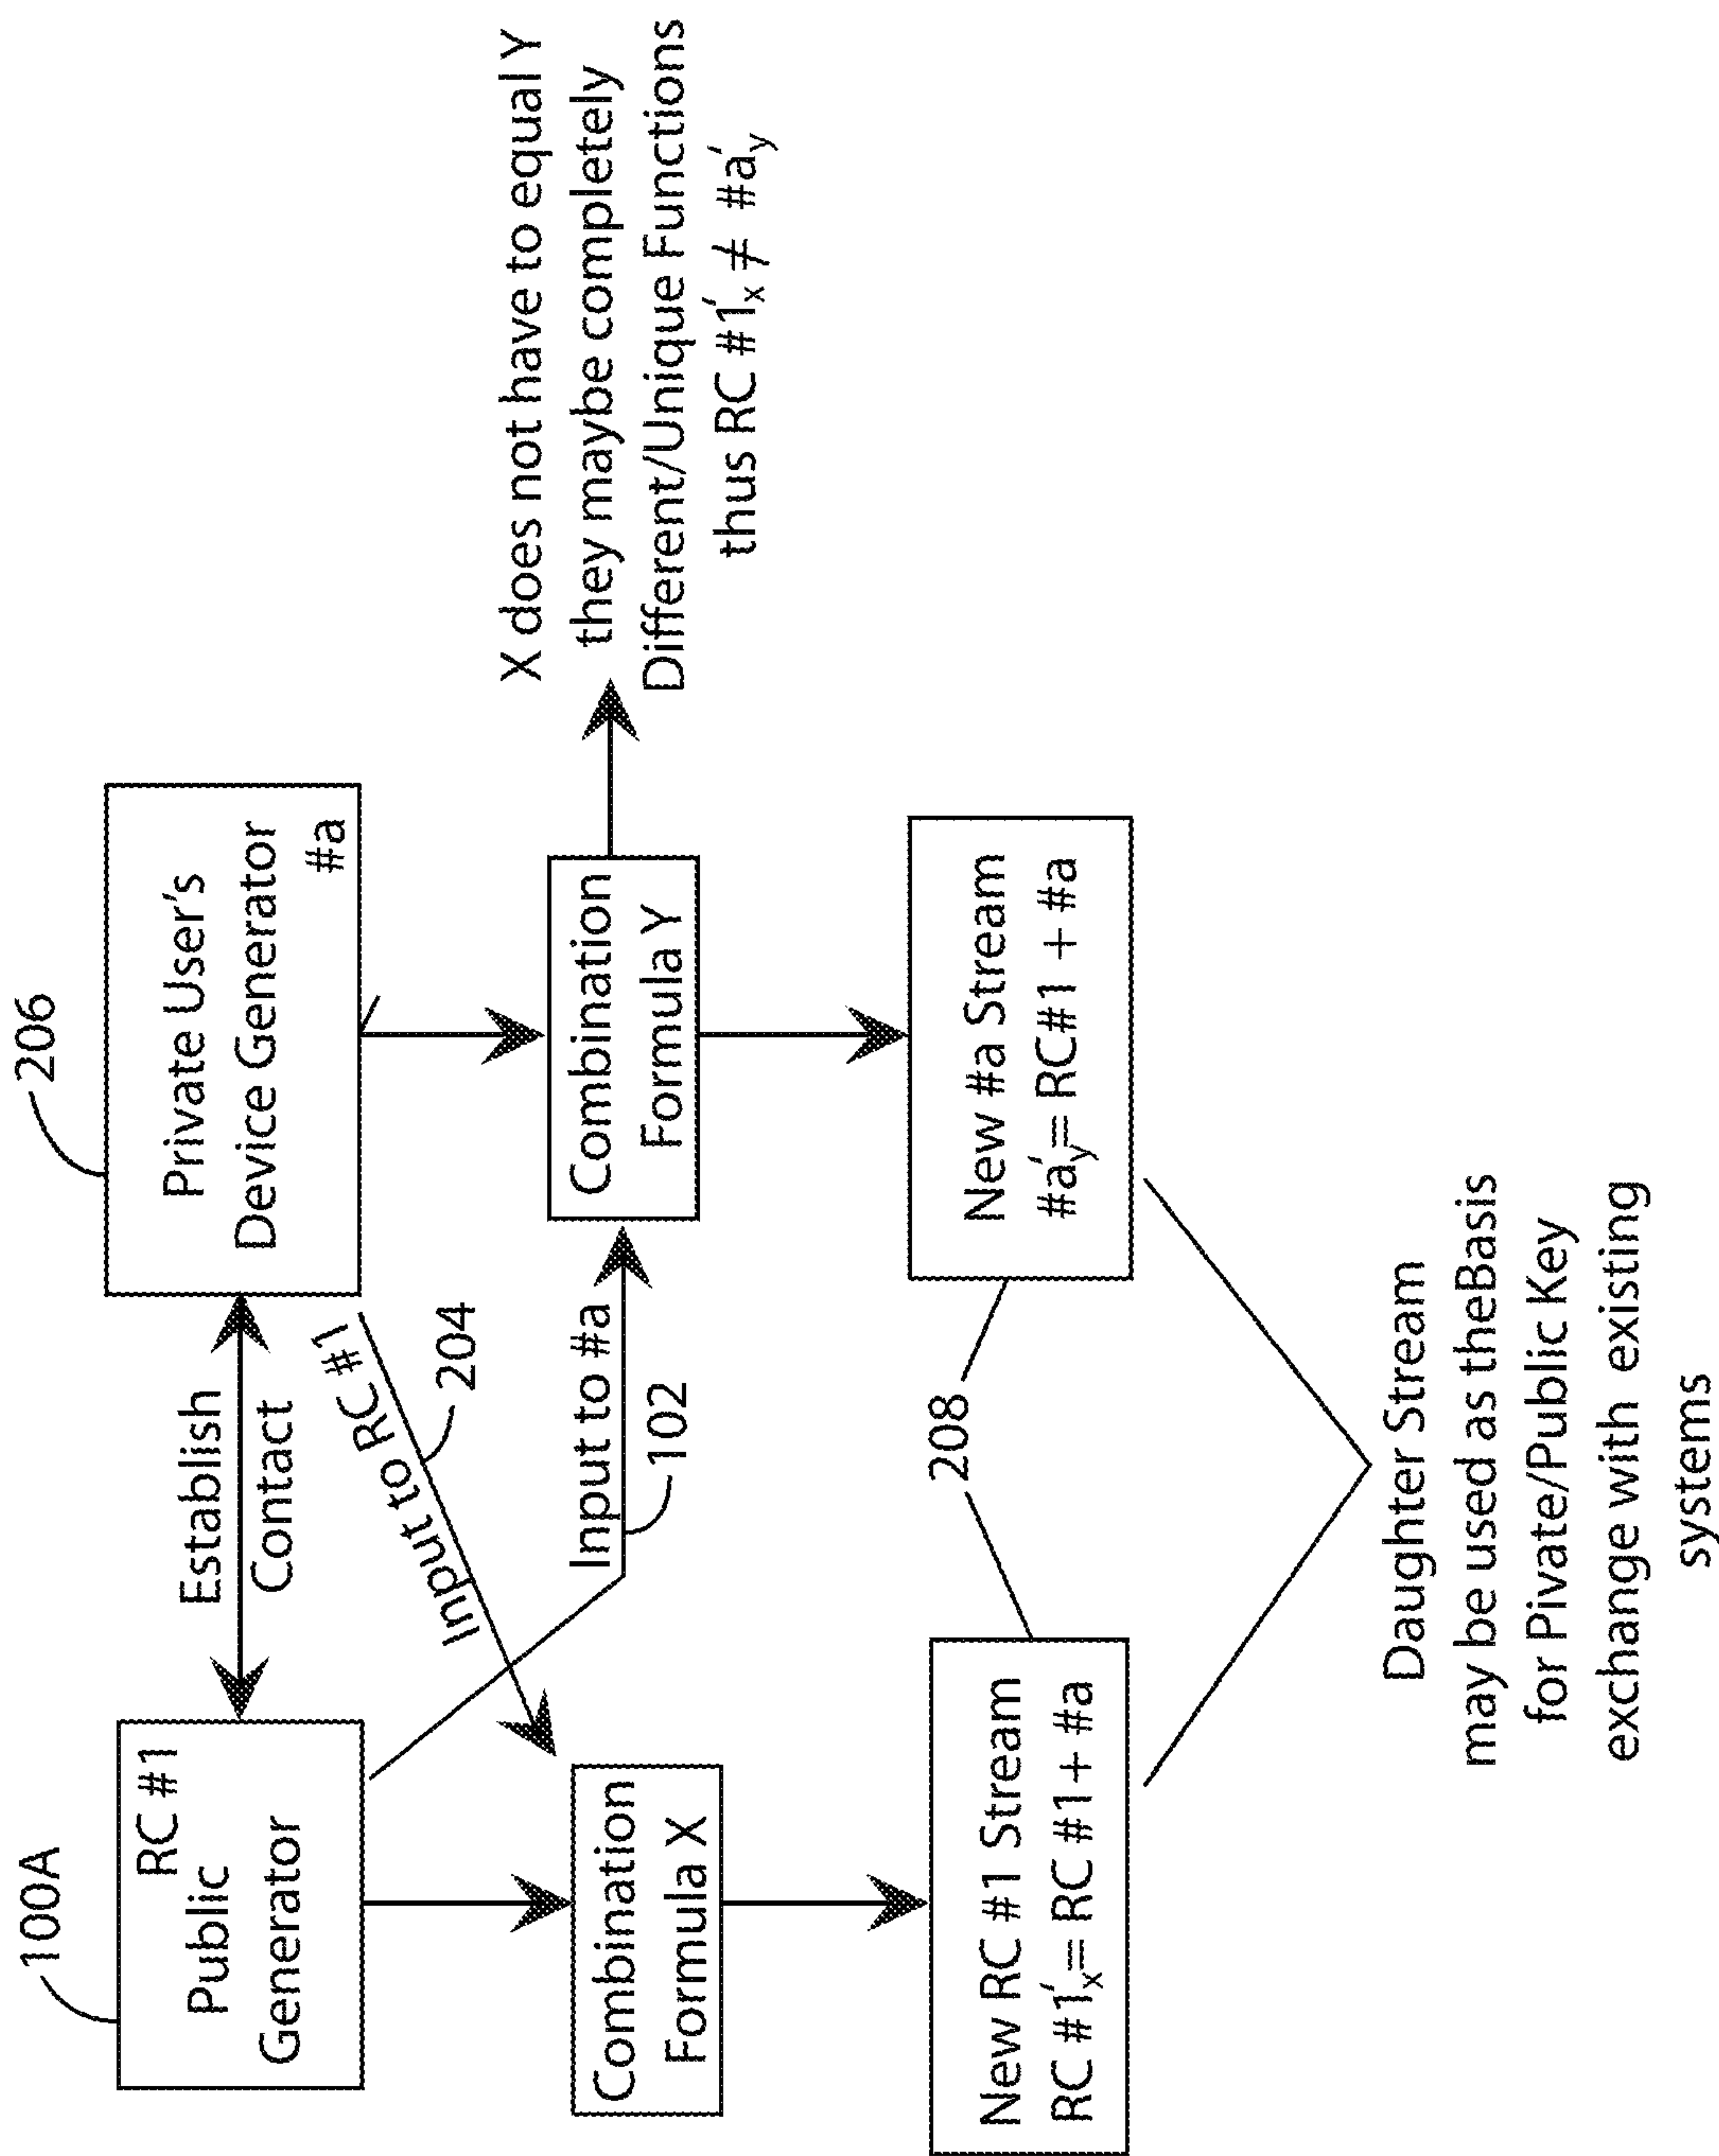 100A
RC #1
Public
Generator
Establish
Contact
206
Private User's
Device Generator
#a
Input to RC #1
204
Input to #a
102
Combination
Formula X
Combination
Formula Y
X does not have to equal Y
they maybe completely
Different/Unique Functions
thus RC #1'x ≠ #a'y
New RC #1 Stream
RC #1'x= RC #1+ #a
208
New #a Stream
#a'y= RC#1 + #a
Daughter Stream
may be used as theBasis
for Pivate/Public Key
exchange with existing
systems